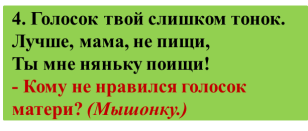 4. Голосок твой слишком тонок.
Лучше, мама, не пищи,
Ты мне няньку поищи!
- Кому не нравился голосок
матери? (Мышонку.)